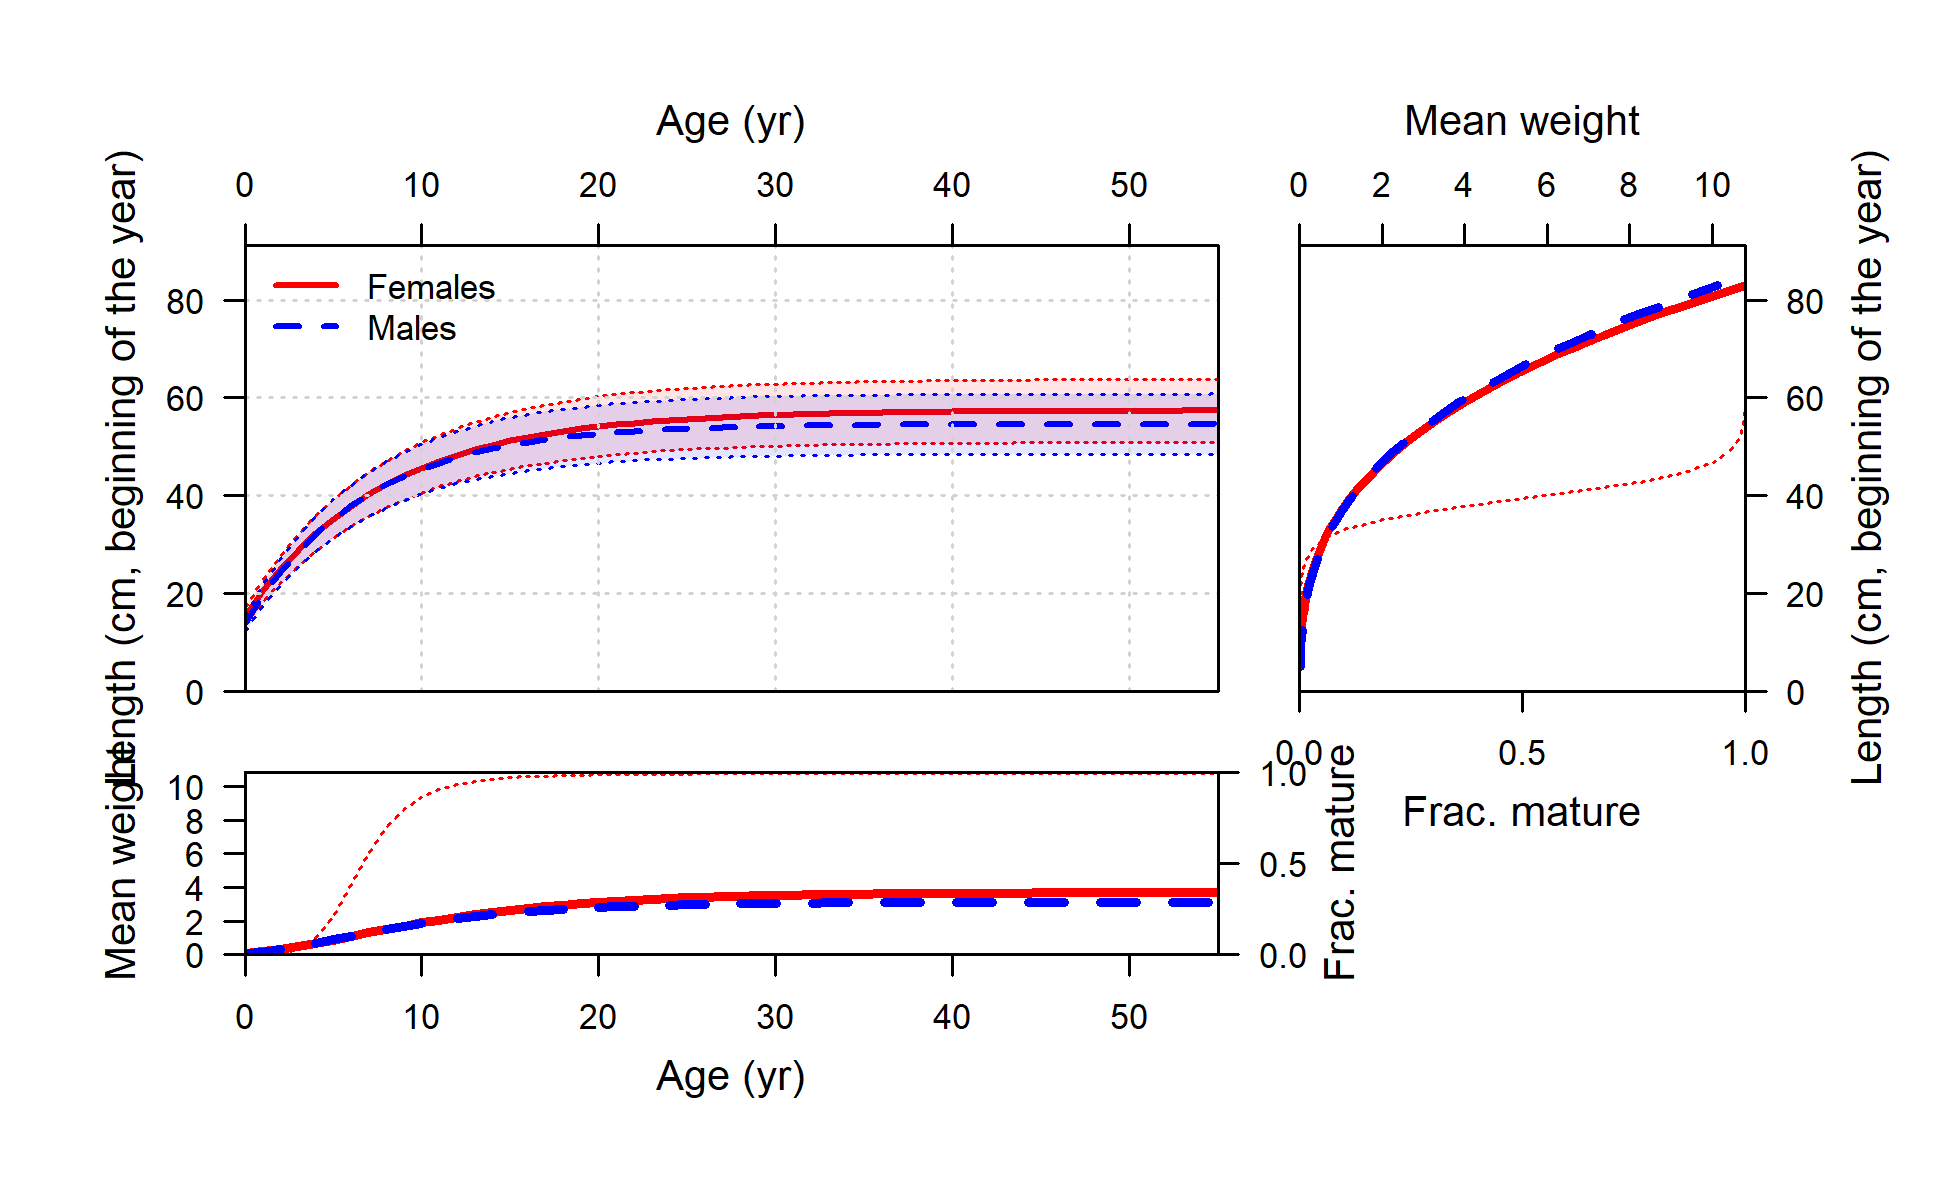 Age (yr)
Mean weight
0 10 20 30 40 50
0 2 4 6 8 10
Length (cm, beginning of the year)
80
60
40
20
0
Females
Males
80
60
40
20
0
Length (cm, beginning of the year)
0.0 0.5 1.0
Frac. mature
Mean weight
10
8
6
4
2
0
1.0
0.5
0.0
Frac. mature
0 10 20 30 40 50
Age (yr)